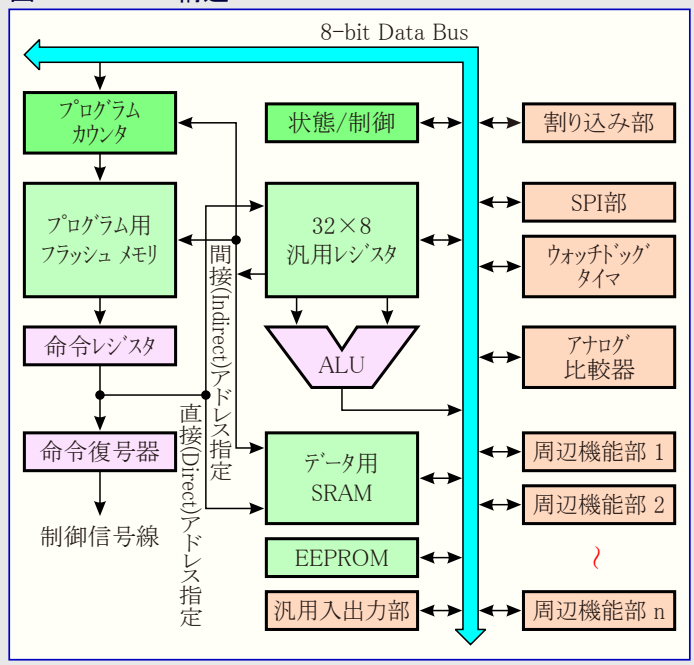 8-bit Data Bus
プログラム
カウンタ
状態/制御
割り込み部
プログラム用
フラッシュ メモリ
32×8
汎用レジスタ
SPI部
ウォッチドッグ
タイマ
間接(Indirect)アドレス指定
命令レジスタ
ALU
アナログ
比較器
直接(Direct)アドレス指定
命令復号器
データ用
SRAM
周辺機能部 1
周辺機能部 2
制御信号線
EEPROM
~
汎用入出力部
周辺機能部 n